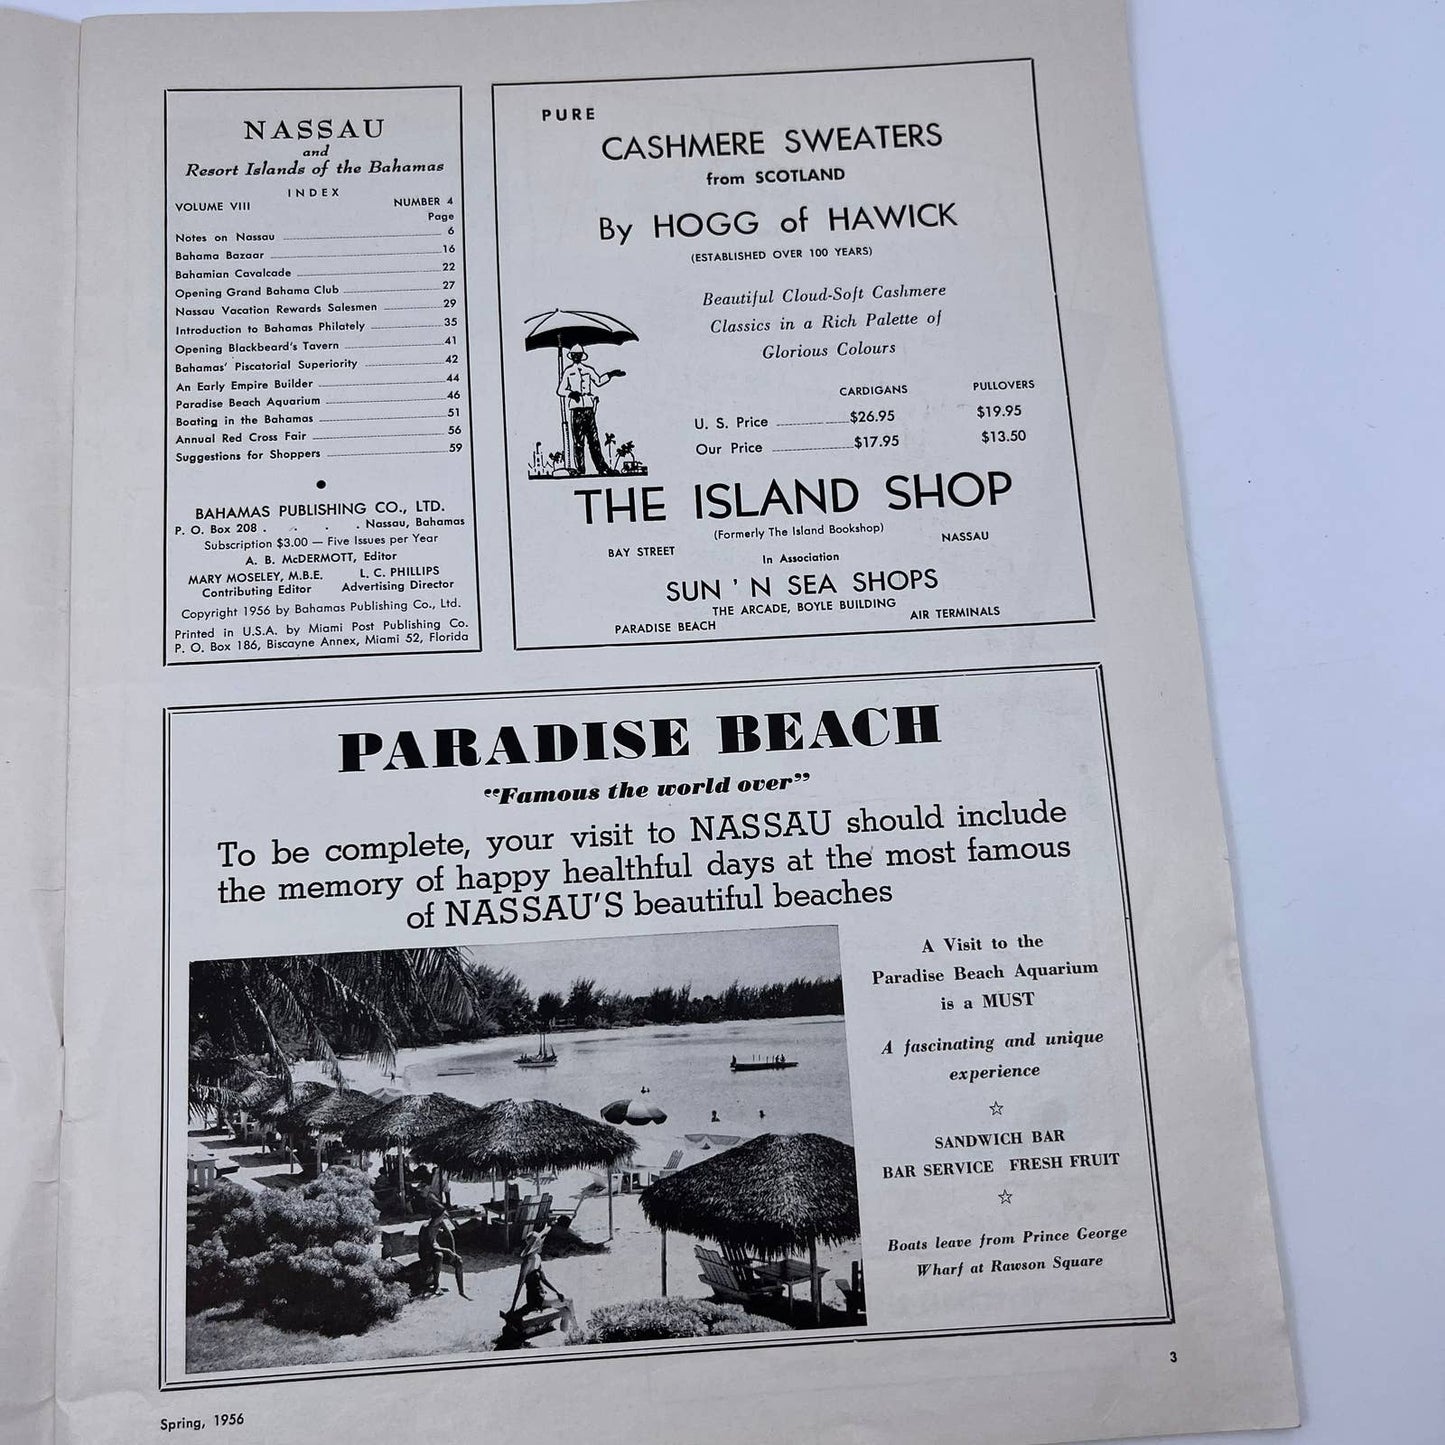 NASSAU
and
Resort Islands of the Bahamas
INDEX
VOLUME VIII NUMBER 4
Page
Notes on Nassau 6
Bahama Bazaar 16
Bahamian Cavalcade 22
Opening Grand Bahama Club 27
Nassau Vacation Rewards Salesmen 29
Introduction to Bahamas Philately 35
Opening Blackbeard's Tavern 41
Bahamas' Piscatorial Superiority 42
An Early Empire Builder 44
Paradise Beach Aquarium 46
Boating in the Bahamas 51
Annual Red Cross Fair 56
Suggestions for Shoppers 59
BAHAMAS PUBLISHING CO., LTD.
P. O. Box 208 . . . . Nassau, Bahamas
Subscription $3.00 — Five Issues per Year
A. B. McDERMOTT, Editor
MARY MOSELEY, M.B.E. L. C. PHILLIPS
Contributing Editor Advertising Director
Copyright 1956 by Bahamas Publishing Co., Ltd.
Printed in U.S.A. by Miami Post Publishing Co.
P. O. Box 186, Biscayne Annex, Miami 52, Florida
PURE
CASHMERE SWEATERS
from SCOTLAND
By HOGG of HAWICK
(ESTABLISHED OVER 100 YEARS)
Beautiful Cloud-Soft Cashmere
Classics in a Rich Palette of
Glorious Colours
CARDIGANS PULLOVERS
U. S. Price $26.95 $19.95
Our Price $17.95 $13.50
THE ISLAND SHOP
(Formerly The Island Bookshop)
BAY STREET NASSAU
In Association
SUN 'N SEA SHOPS
THE ARCADE, BOYLE BUILDING
PARADISE BEACH AIR TERMINALS
PARADISE BEACH
"Famous the world over"
To be complete, your visit to NASSAU should include
the memory of happy healthful days at the most famous
of NASSAU'S beautiful beaches
A Visit to the
Paradise Beach Aquarium
is a MUST
A fascinating and unique
experience
☆
SANDWICH BAR
BAR SERVICE FRESH FRUIT
☆
Boats leave from Prince George
Wharf at Rawson Square
3
Spring, 1956